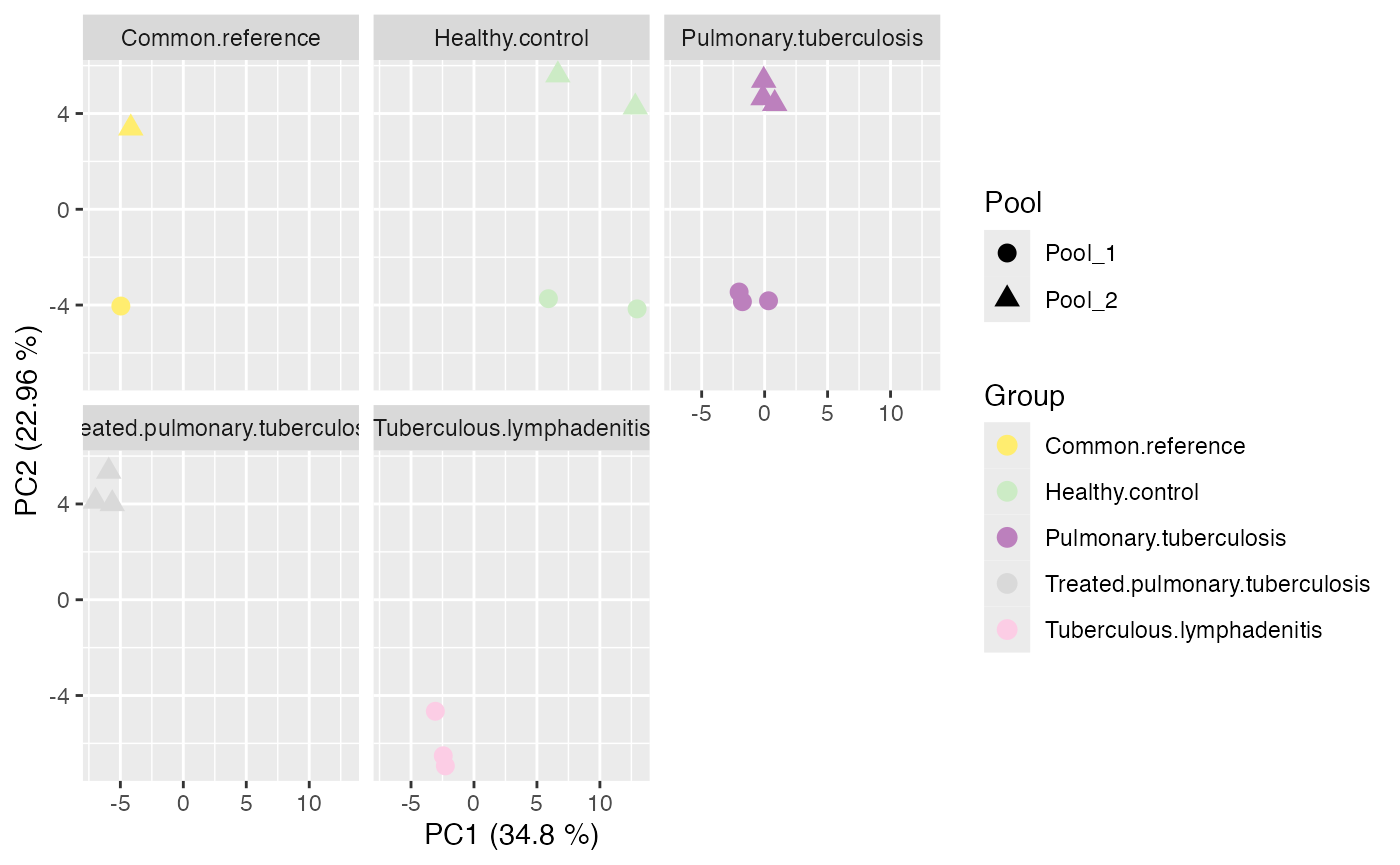 Common.reference
Healthy.control
Pulmonary.tuberculosis
4
0
-4
-5 0 5 10
eated.pulmonary.tuberculos
Tuberculous.lymphadenitis
4
0
-4
-5 0 5 10
-5 0 5 10
PC1 (34.8 %)
PC2 (22.96 %)
Pool
Pool_1
Pool_2
Group
Common.reference
Healthy.control
Pulmonary.tuberculosis
Treated.pulmonary.tuberculosis
Tuberculous.lymphadenitis